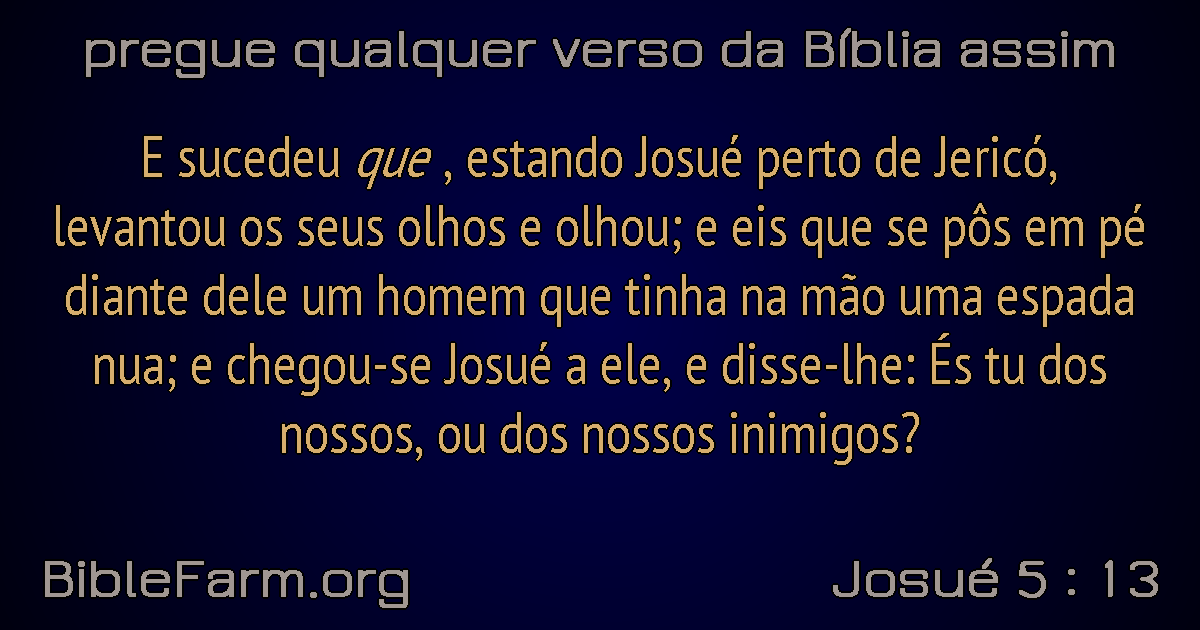 pregue qualquer verso da Bíblia assim
E sucedeu que , estando Josué perto de Jericó,
levantou os seus olhos e olhou; e eis que se pôs em pé
diante dele um homem que tinha na mão uma espada
nua; e chegou-se Josué a ele, e disse-lhe: És tu dos
nossos, ou dos nossos inimigos?
BibleFarm.org
Josué 5 : 13